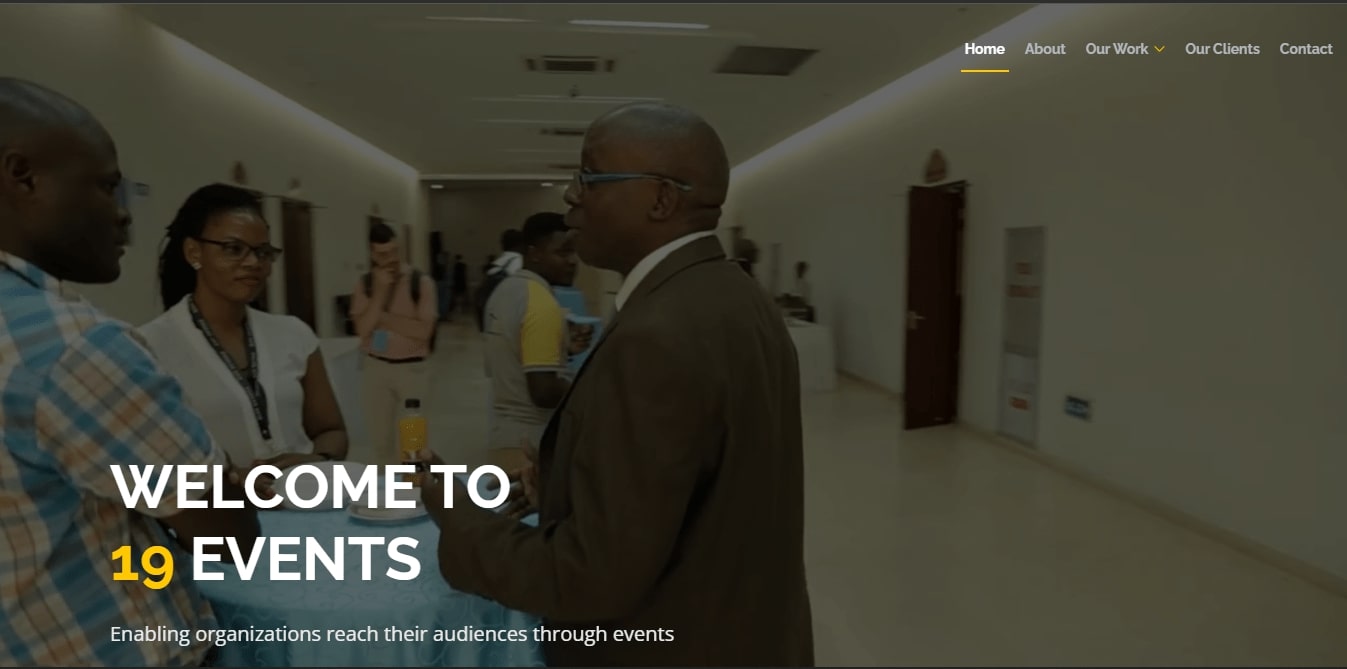 Home About Our Work Our Clients Contact
WELCOME TO
19 EVENTS
Enabling organizations reach their audiences through events